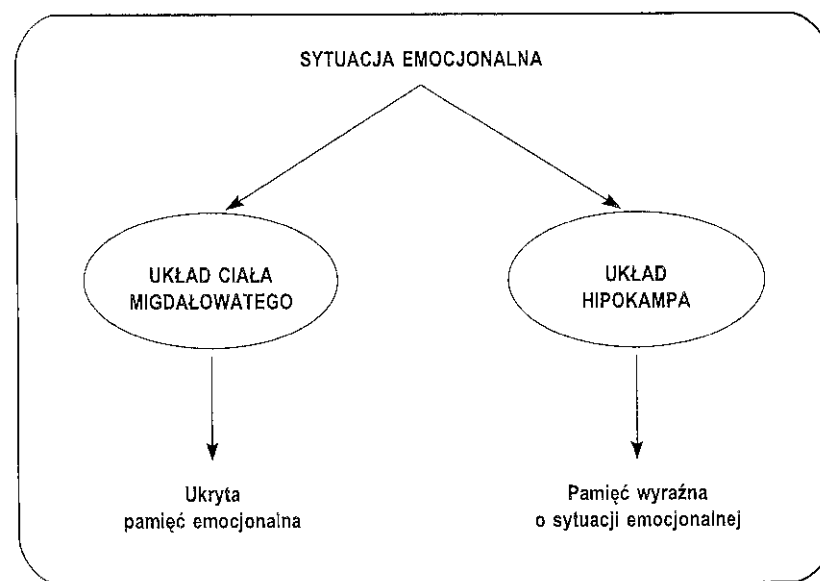 SYTUACJA EMOCJONALNA
UKŁAD CIAŁA
MIGDAŁOWATEGO
UKŁAD
HIPOKAMPA
Ukryta
pamięć emocjonalna
Pamięć wyraźna
o sytuacji emocjonalnej